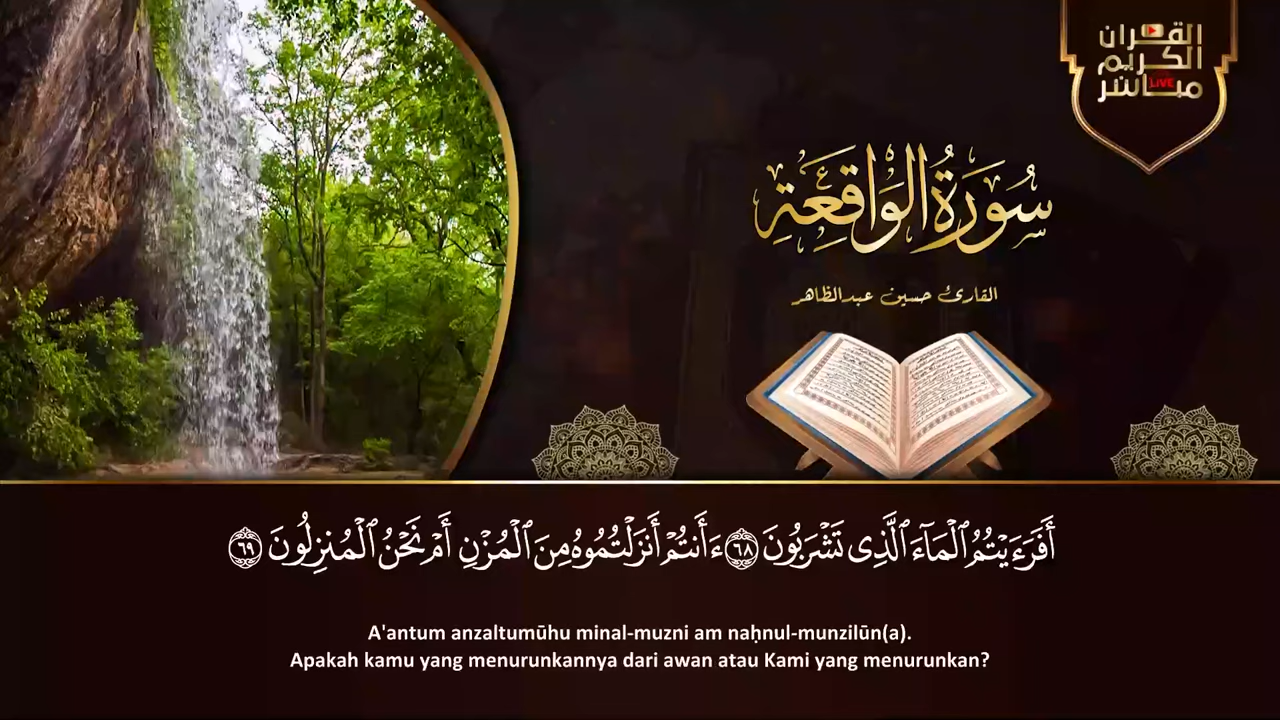 القرآن
الكريم
مباشر
LIVE
سُورَةُ الوَاقِعَةِ
القارئ حسين عبدالظاهر
أَفَرَءَيْتُمُ ٱلْمَآءَ ٱلَّذِى تَشْرَبُونَ ٦٨ ءَأَنتُمْ أَنزَلْتُمُوهُ مِنَ ٱلْمُزْنِ أَمْ نَحْنُ ٱلْمُنزِلُونَ ٦٩
A'antum anzaltumūhu minal-muzni am naḥnul-munzilūn(a).
Apakah kamu yang menurunkannya dari awan atau Kami yang menurunkan?